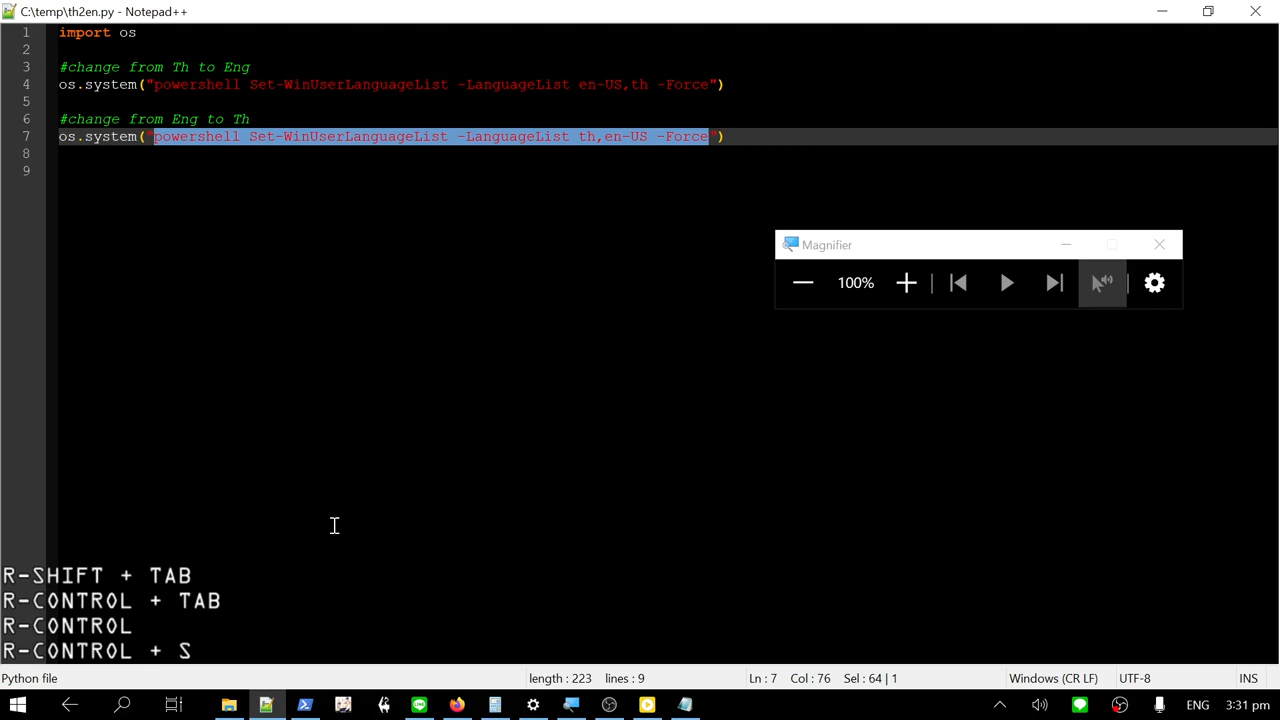 C:\temp\th2en.py - Notepad++
1 import os
2
3 #change from Th to Eng
4 os.system("powershell Set-WinUserLanguageList -LanguageList en-US,th -Force")
5
6 #change from Eng to Th
7 os.system("powershell Set-WinUserLanguageList -LanguageList th,en-US -Force")
8
9
Magnifier
100%
R-SHIFT + TAB
R-CONTROL + TAB
R-CONTROL
R-CONTROL + S
Python file length : 223 lines : 9 Ln : 7 Col : 76 Sel : 64 | 1 Windows (CR LF) UTF-8 INS
ENG 3:31 pm